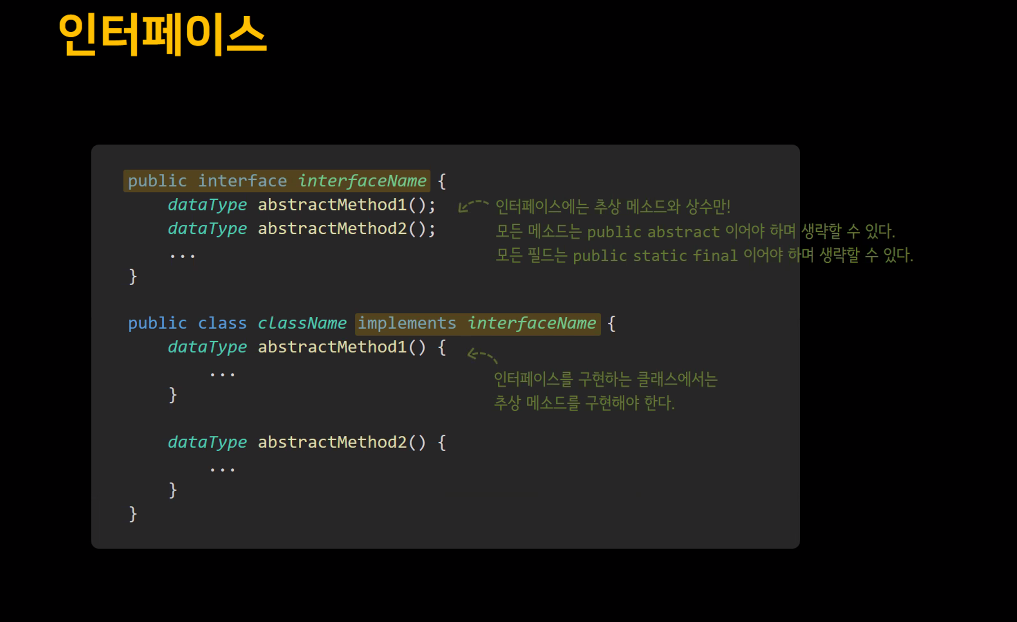 인터페이스
public interface interfaceName {
dataType abstractMethod1();
인터페이스에는 추상 메소드와 상수만!
dataType abstractMethod2();
모든 메소드는 public abstract 이어야 하며 생략할 수 있다.
...
모든 필드는 public static final 이어야 하며 생략할 수 있다.
}
public class className implements interfaceName {
dataType abstractMethod1() {
...
인터페이스를 구현하는 클래스에서는
}
추상 메소드를 구현해야 한다.
dataType abstractMethod2() {
...
}
}